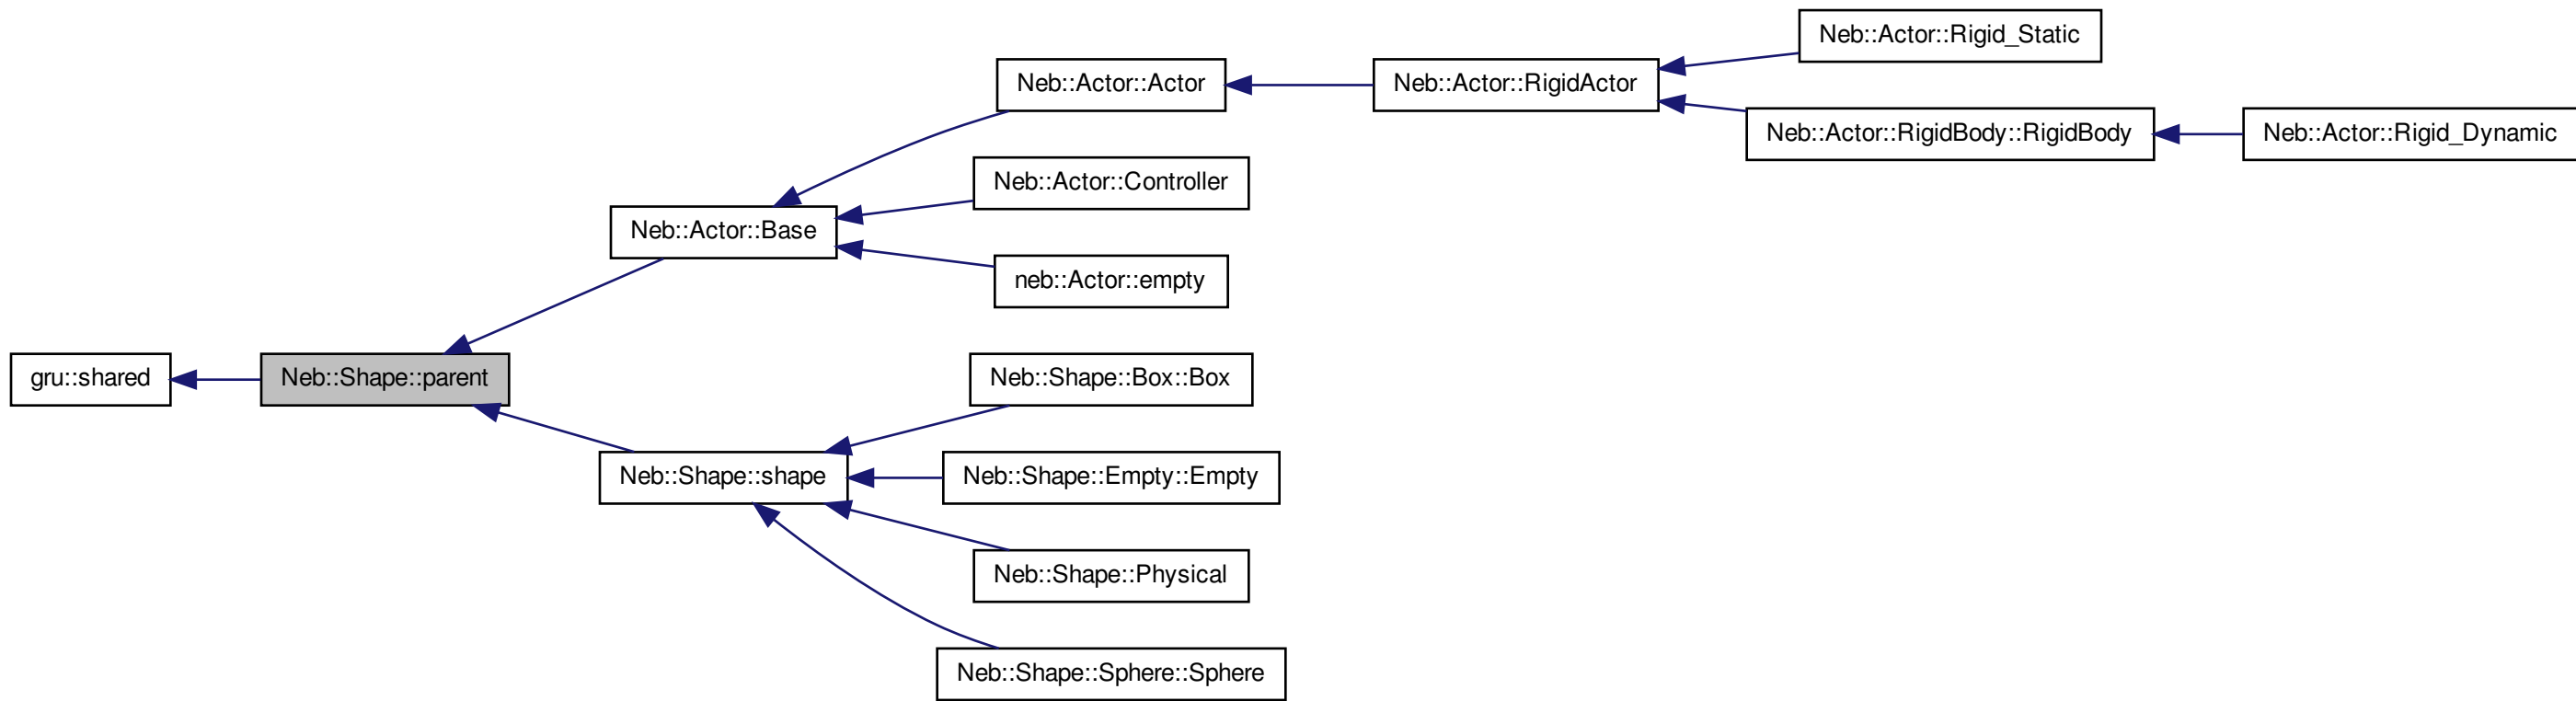 Neb::Actor::Rigid_Static
Neb::Actor::Actor
Neb::Actor::RigidActor
Neb::Actor::RigidBody::RigidBody
Neb::Actor::Rigid_Dynamic
Neb::Actor::Controller
Neb::Actor::Base
neb::Actor::empty
gru::shared
Neb::Shape::parent
Neb::Shape::Box::Box
Neb::Shape::shape
Neb::Shape::Empty::Empty
Neb::Shape::Physical
Neb::Shape::Sphere::Sphere